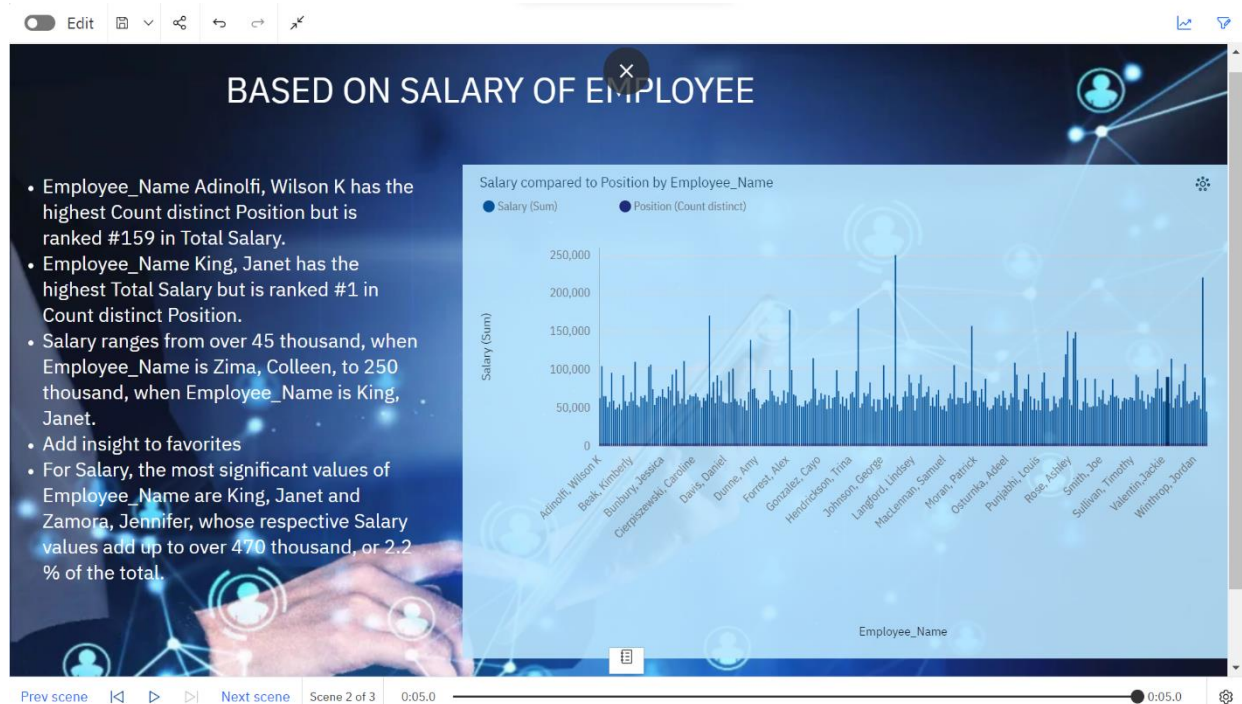 Edit
BASED ON SALARY OF EMPLOYEE
• Employee_Name Adinolfi, Wilson K has the
highest Count distinct Position but is
ranked #159 in Total Salary.
• Employee_Name King, Janet has the
highest Total Salary but is ranked #1 in
Count distinct Position.
• Salary ranges from over 45 thousand, when
Employee_Name is Zima, Colleen, to 250
thousand, when Employee_Name is King,
Janet.
• Add insight to favorites
• For Salary, the most significant values of
Employee_Name are King, Janet and
Zamora, Jennifer, whose respective Salary
values add up to over 470 thousand, or 2.2
% of the total.
Salary compared to Position by Employee_Name
Salary (Sum) Position (Count distinct)
Salary (Sum)
250,000
200,000
150,000
100,000
50,000
0
Adinolfi, Wilson K
Beak, Kimberly
Bunbury, Jessica
Cierpiszewski, Caroline
Davis, Daniel
Dunne, Amy
Forrest, Alex
Gonzalez, Cayo
Hendrickson, Trina
Johnson, George
Langford, Lindsey
MacLennan, Samuel
Moran, Patrick
Osturnka, Adeel
Punjabhi, Louis
Rose, Ashley
Smith, Joe
Sullivan, Timothy
Valentin,Jackie
Winthrop, Jordan
Employee_Name
Prev scene Next scene Scene 2 of 3 0:05.0 0:05.0